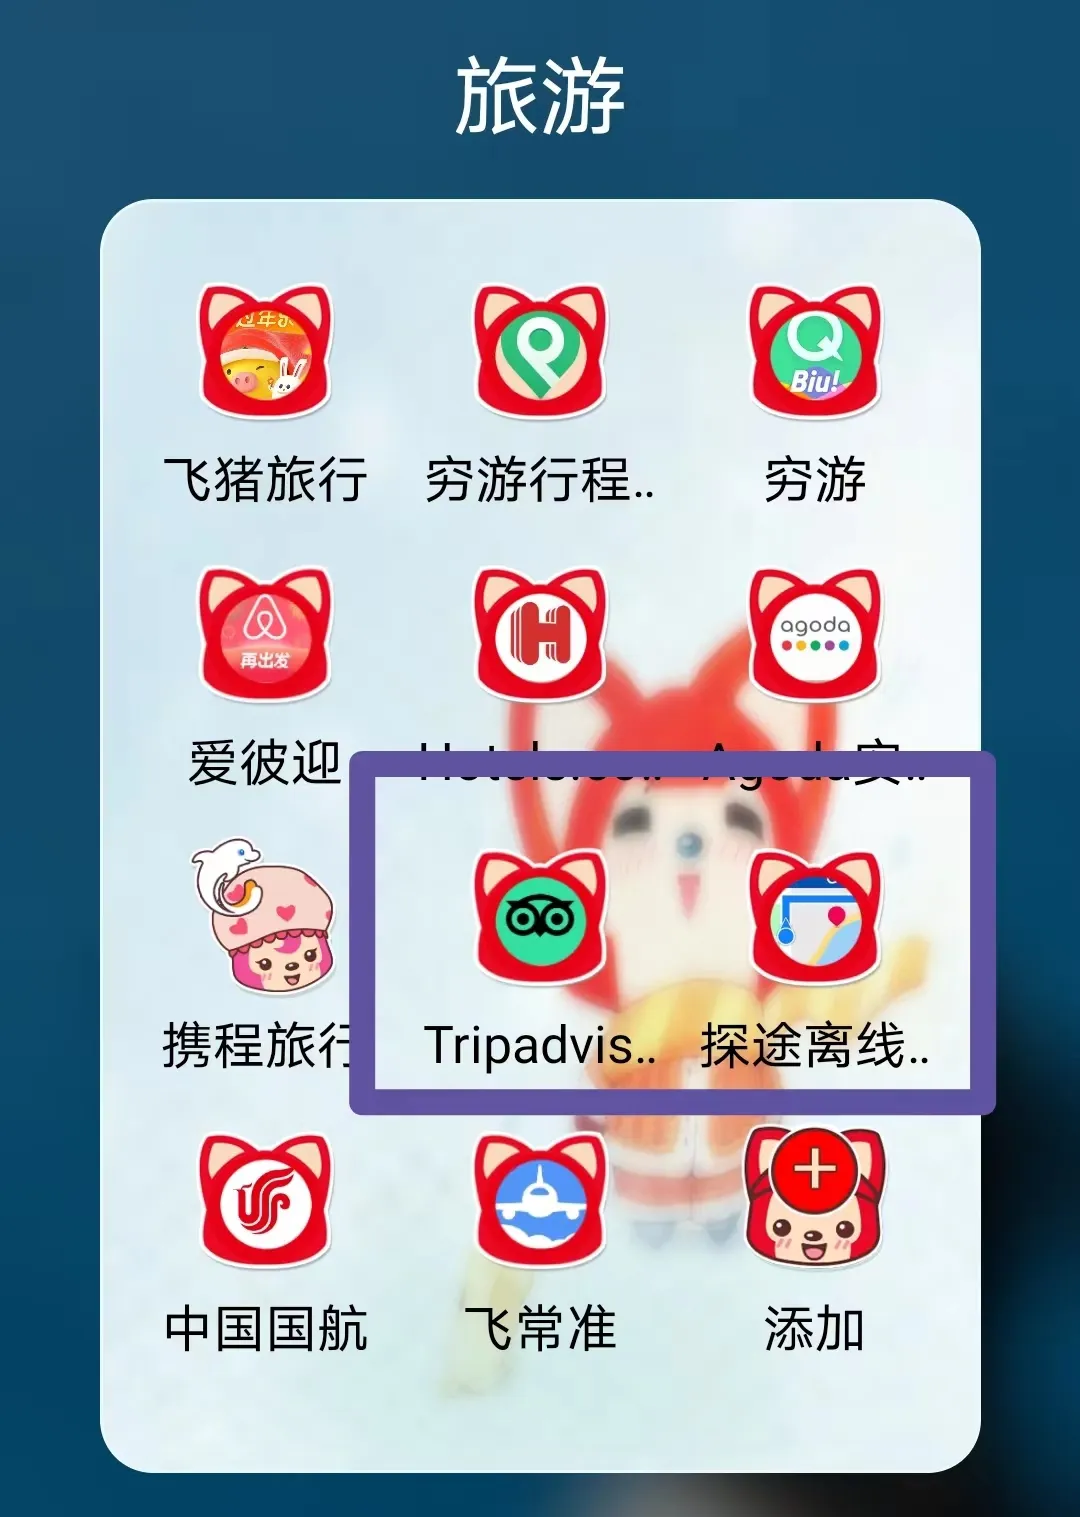 旅游
过年
Q
Biu!
飞猪旅行 穷游行程.. 穷游
再出发
H
agoda
爱彼迎 Hotels.co.. Agoda实..
携程旅行 Tripadvis.. 探途离线..
中国国航 飞常准 添加